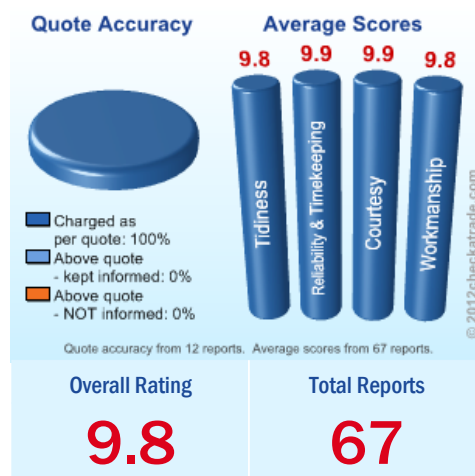 Quote Accuracy
Average Scores
9.8
9.9
9.9
9.8
Tidiness
Reliability & Timekeeping
Courtesy
Workmanship
Charged as
per quote: 100%
Above quote
- kept informed: 0%
Above quote
- NOT informed: 0%
© 2012checkatrade.com
Quote accuracy from 12 reports. Average scores from 67 reports.
Overall Rating
Total Reports
9.8
67